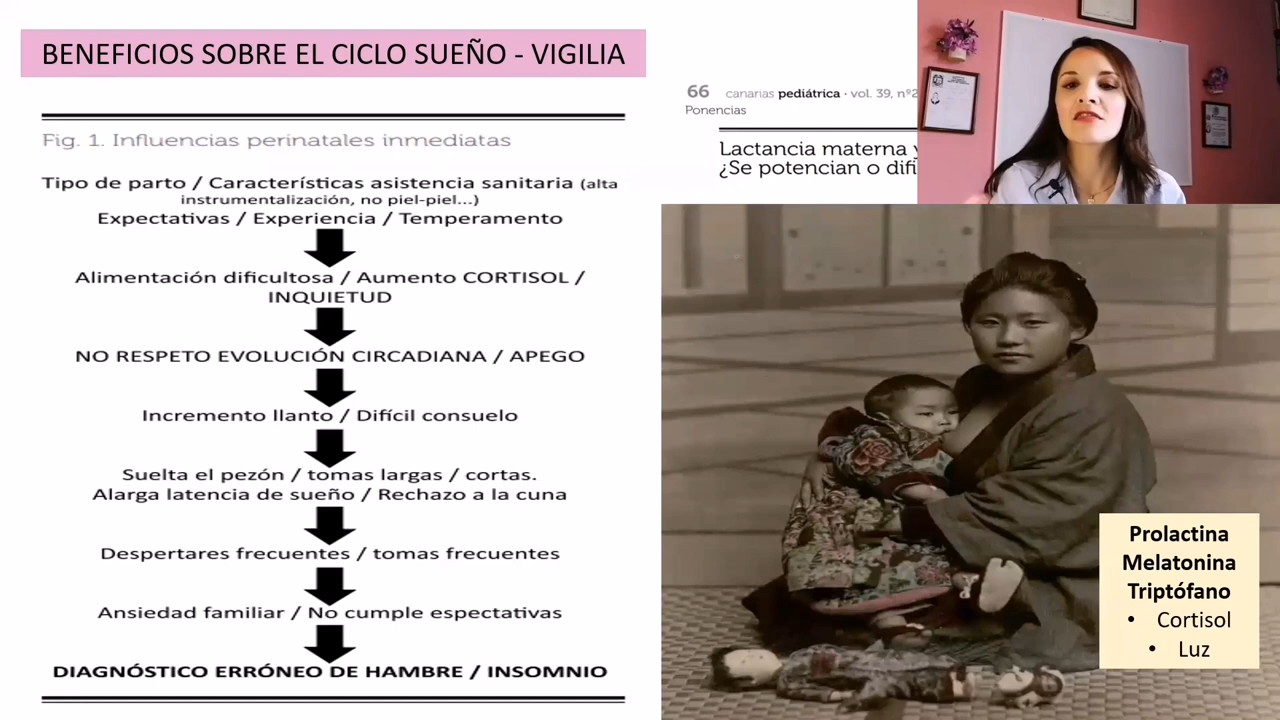 BENEFICIOS SOBRE EL CICLO SUEÑO - VIGILIA
Fig. 1. Influencias perinatales inmediatas
Tipo de parto / Características asistencia sanitaria (alta
instrumentalización, no piel-piel...)
Expectativas / Experiencia / Temperamento
Alimentación dificultosa / Aumento CORTISOL /
INQUIETUD
NO RESPETO EVOLUCIÓN CIRCADIANA / APEGO
Incremento llanto / Difícil consuelo
Suelta el pezón / tomas largas / cortas.
Alarga latencia de sueño / Rechazo a la cuna
Despertares frecuentes / tomas frecuentes
Ansiedad familiar / No cumple espectativas
DIAGNÓSTICO ERRÓNEO DE HAMBRE / INSOMNIO
66 canarias pediátrica · vol. 39, nº2
Ponencias
Lactancia materna
¿Se potencian o difi
Prolactina
Melatonina
Triptófano
• Cortisol
• Luz